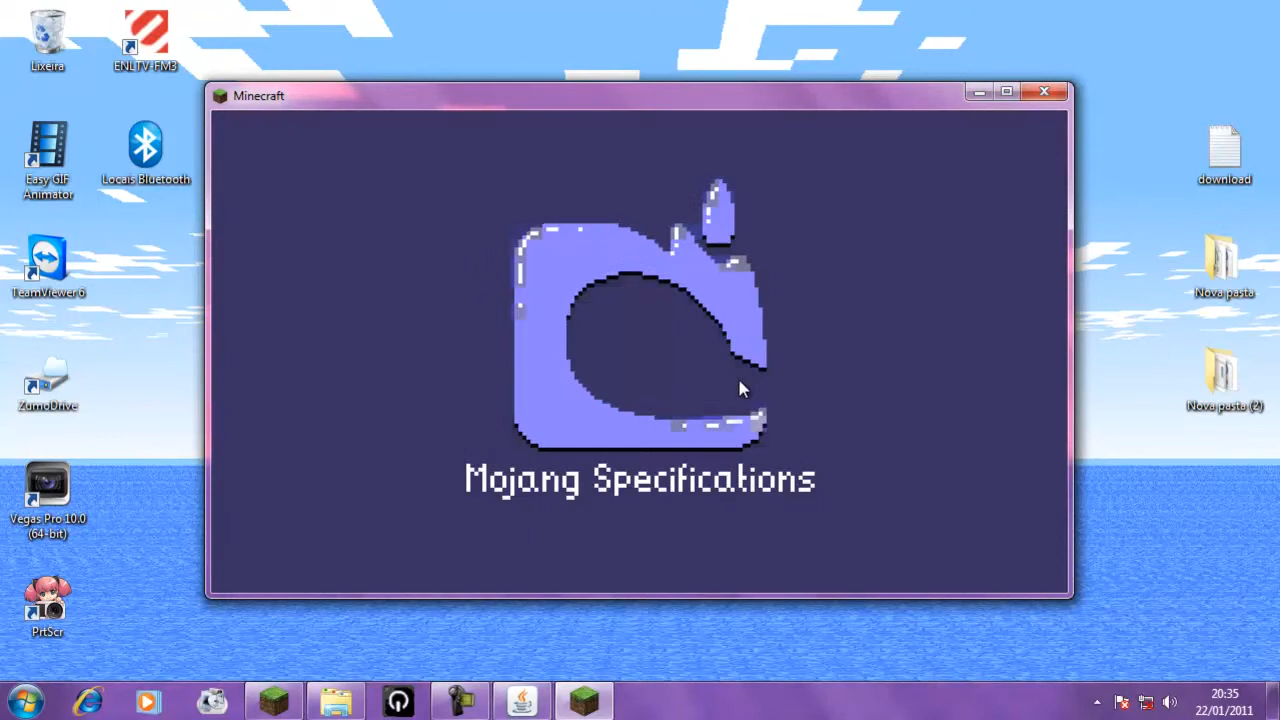 Lixeira
ENLTV-FM3
Easy GIF
Animator
Locais Bluetooth
TeamViewer 6
ZumoDrive
Vegas Pro 10.0
(64-bit)
PrtScr
Minecraft
Mojang Specifications
download
Nova pasta
Nova pasta (2)
20:35
22/01/2011